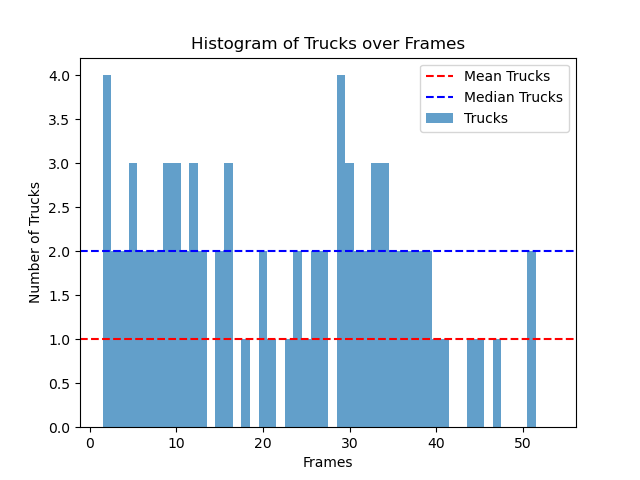 Histogram of Trucks over Frames
Mean Trucks
Median Trucks
Trucks
4.0
3.5
3.0
2.5
2.0
1.5
1.0
0.5
0.0
Number of Trucks
0 10 20 30 40 50
Frames